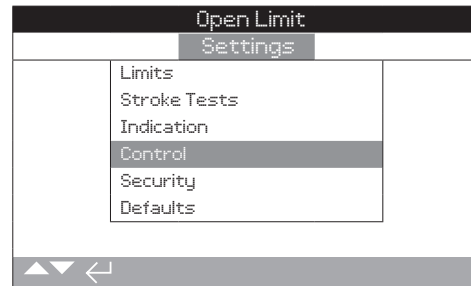 Open Limit
Settings
Limits
Stroke Tests
Indication
Control
Security
Defaults